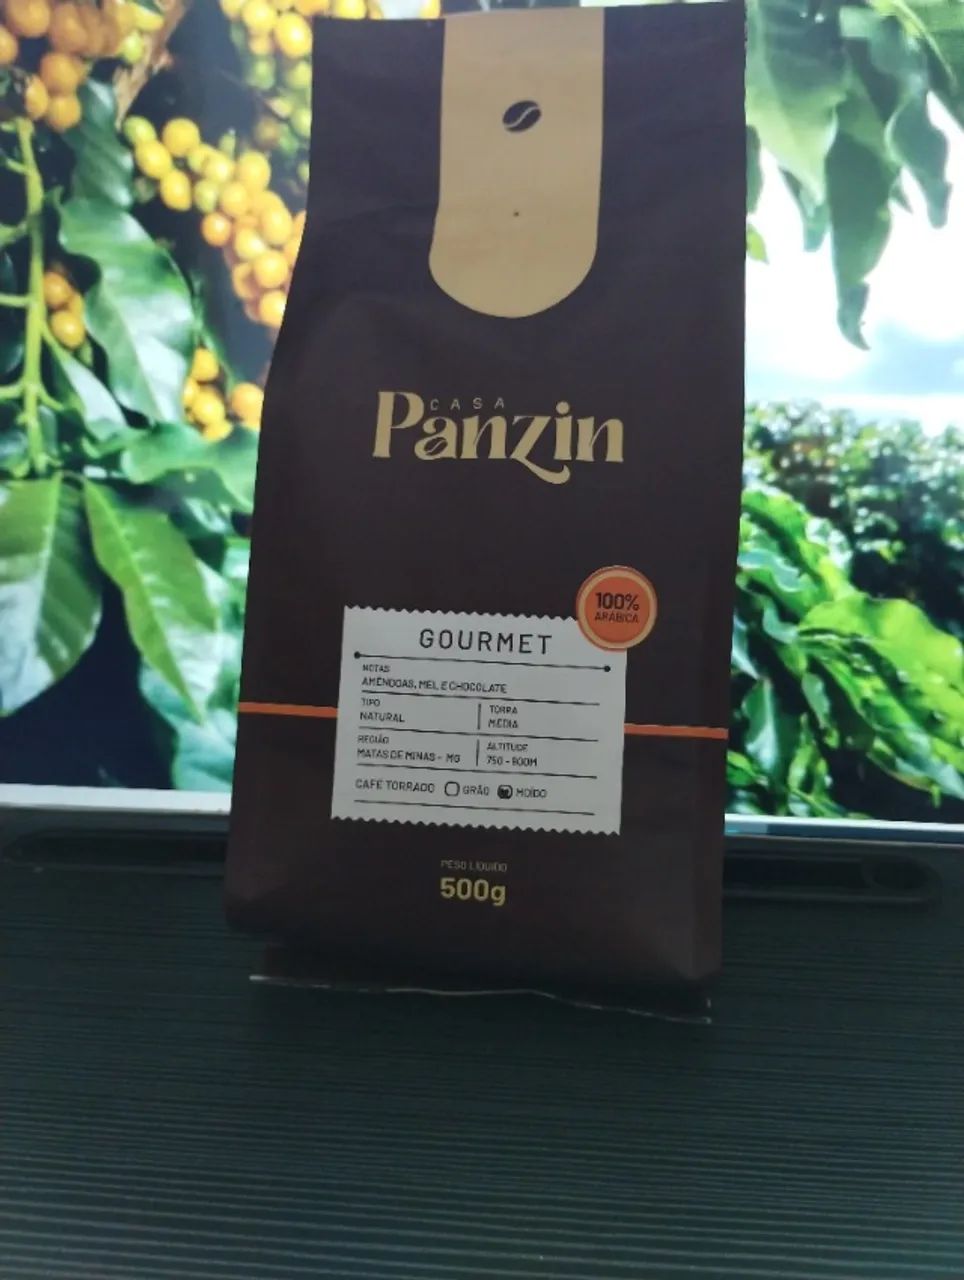 CASA
Panzin
100%
ARÁBICA
GOURMET
NOTAS
AMÊNDOAS, MEL E CHOCOLATE
TIPO
NATURAL
TORRA
MÉDIA
REGIÃO
MATAS DE MINAS - MG
ALTITUDE
750 - 800M
CAFÉ TORRADO GRÃO MOÍDO
PESO LÍQUIDO
500g